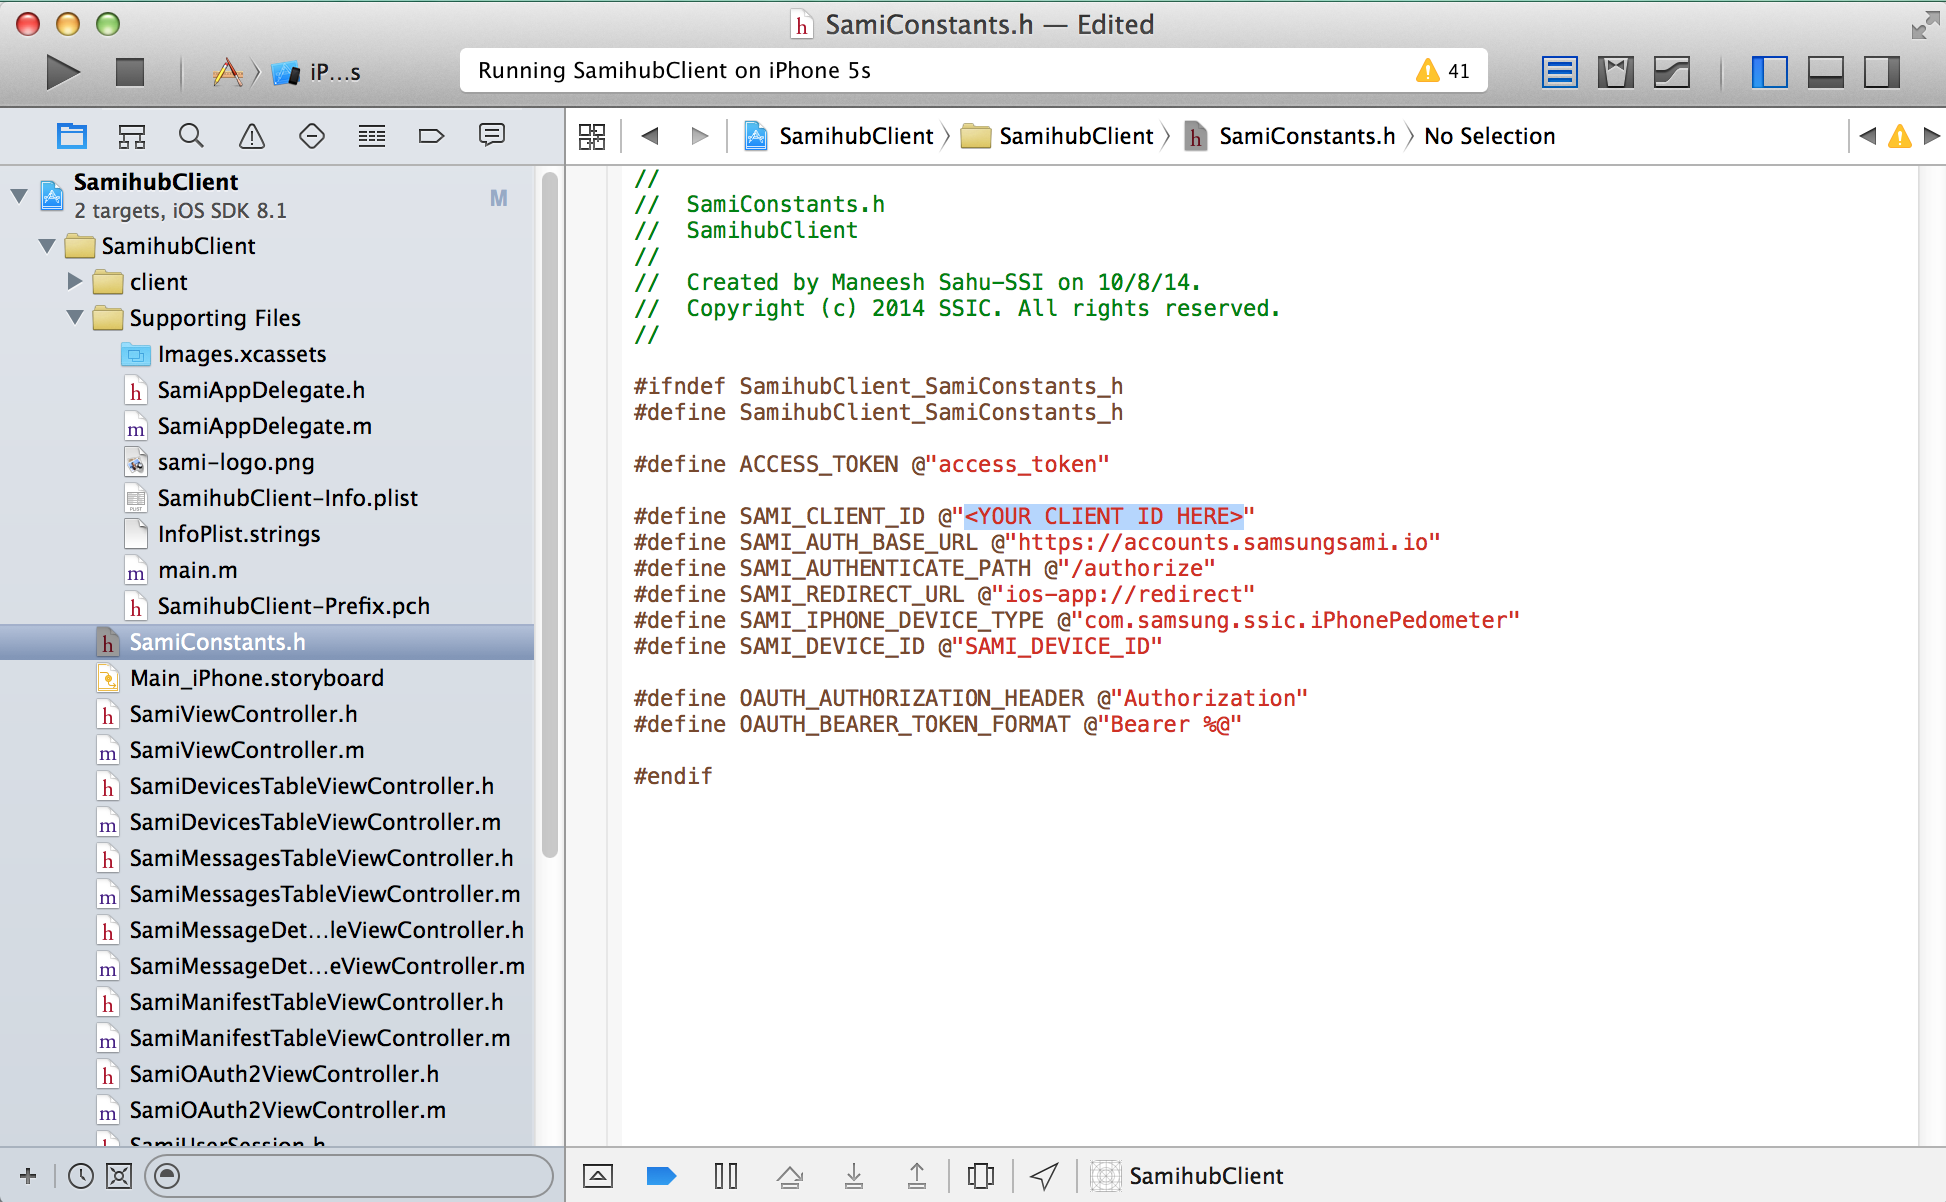 SamiConstants.h — Edited
iP...s
Running SamihubClient on iPhone 5s
41
SamihubClient
SamihubClient
SamiConstants.h
No Selection
SamihubClient
M
2 targets, iOS SDK 8.1
SamihubClient
client
Supporting Files
Images.xcassets
SamiAppDelegate.h
SamiAppDelegate.m
sami-logo.png
SamihubClient-Info.plist
InfoPlist.strings
main.m
SamihubClient-Prefix.pch
SamiConstants.h
Main_iPhone.storyboard
SamiViewController.h
SamiViewController.m
SamiDevicesTableViewController.h
SamiDevicesTableViewController.m
SamiMessagesTableViewController.h
SamiMessagesTableViewController.m
SamiMessageDet...leViewController.h
SamiMessageDet...eViewController.m
SamiManifestTableViewController.h
SamiManifestTableViewController.m
SamiOAuth2ViewController.h
SamiOAuth2ViewController.m
SamiUserSession.h
//
//  SamiConstants.h
//  SamihubClient
//
//  Created by Maneesh Sahu-SSI on 10/8/14.
//  Copyright (c) 2014 SSIC. All rights reserved.
//
#ifndef SamihubClient_SamiConstants_h
#define SamihubClient_SamiConstants_h
#define ACCESS_TOKEN @"access_token"
#define SAMI_CLIENT_ID @"<YOUR CLIENT ID HERE>"
#define SAMI_AUTH_BASE_URL @"https://accounts.samsungsami.io"
#define SAMI_AUTHENTICATE_PATH @"/authorize"
#define SAMI_REDIRECT_URL @"ios-app://redirect"
#define SAMI_IPHONE_DEVICE_TYPE @"com.samsung.ssic.iPhonePedometer"
#define SAMI_DEVICE_ID @"SAMI_DEVICE_ID"
#define OAUTH_AUTHORIZATION_HEADER @"Authorization"
#define OAUTH_BEARER_TOKEN_FORMAT @"Bearer %@"
#endif
SamihubClient